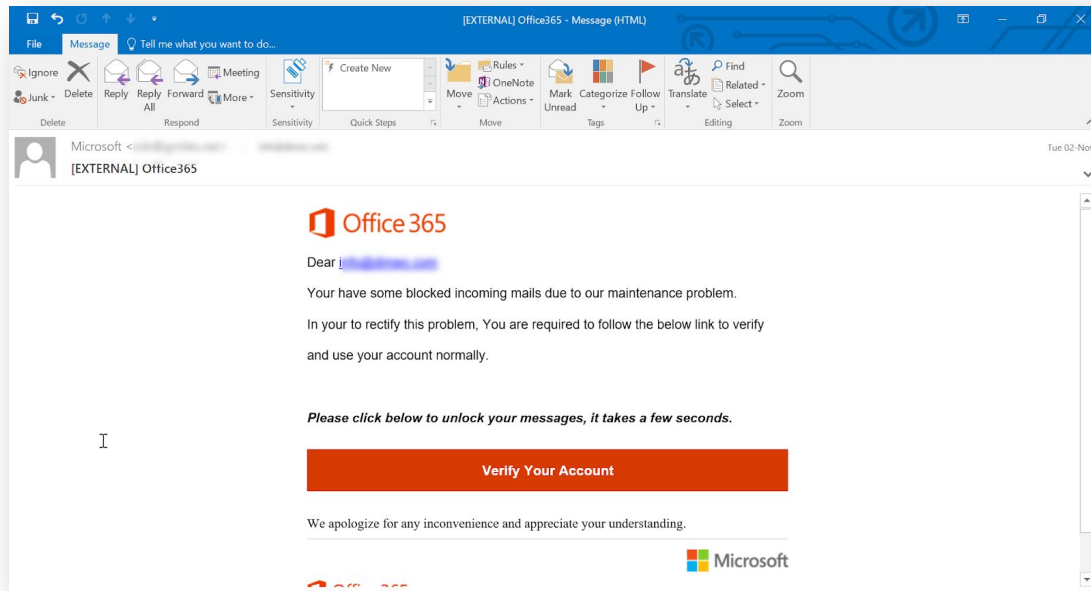 [EXTERNAL] Office365 - Message (HTML)
File Message Tell me what you want to do...
Ignore
Junk
Delete
Reply
Reply All
Forward
Meeting
More
Sensitivity
Create New
Move
Rules
OneNote
Actions
Mark Unread
Categorize
Follow Up
Translate
Find
Related
Select
Zoom
Delete Respond Sensitivity Quick Steps Move Tags Editing Zoom
Microsoft <
Tue 02-Nov
[EXTERNAL] Office365
Office 365
Dear
Your have some blocked incoming mails due to our maintenance problem.
In your to rectify this problem, You are required to follow the below link to verify
and use your account normally.
Please click below to unlock your messages, it takes a few seconds.
Verify Your Account
We apologize for any inconvenience and appreciate your understanding.
Microsoft
Office 365